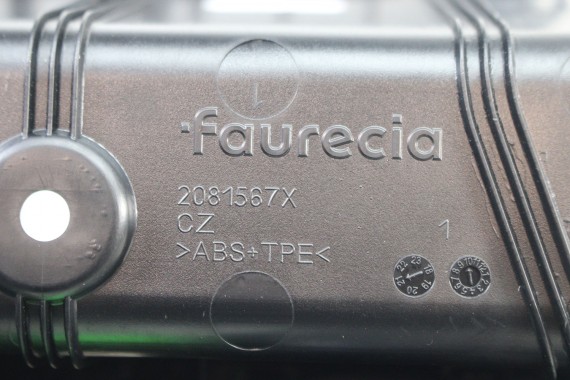 faurecia
2081567X
CZ
1
>ABS+TPE<